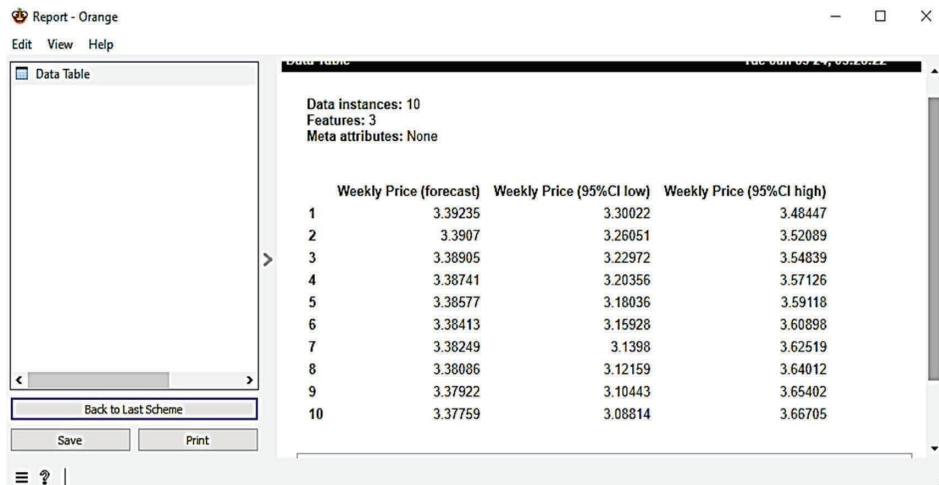 Report - Orange
Edit View Help
Data Table
Data instances: 10
Features: 3
Meta attributes: None
Weekly Price (forecast) Weekly Price (95%CI low) Weekly Price (95%CI high)
1 3.39235 3.30022 3.48447
2 3.3907 3.26051 3.52089
3 3.38905 3.22972 3.54839
4 3.38741 3.20356 3.57126
5 3.38577 3.18036 3.59118
6 3.38413 3.15928 3.60898
7 3.38249 3.1398 3.62519
8 3.38086 3.12159 3.64012
9 3.37922 3.10443 3.65402
10 3.37759 3.08814 3.66705
Back to Last Scheme
Save Print